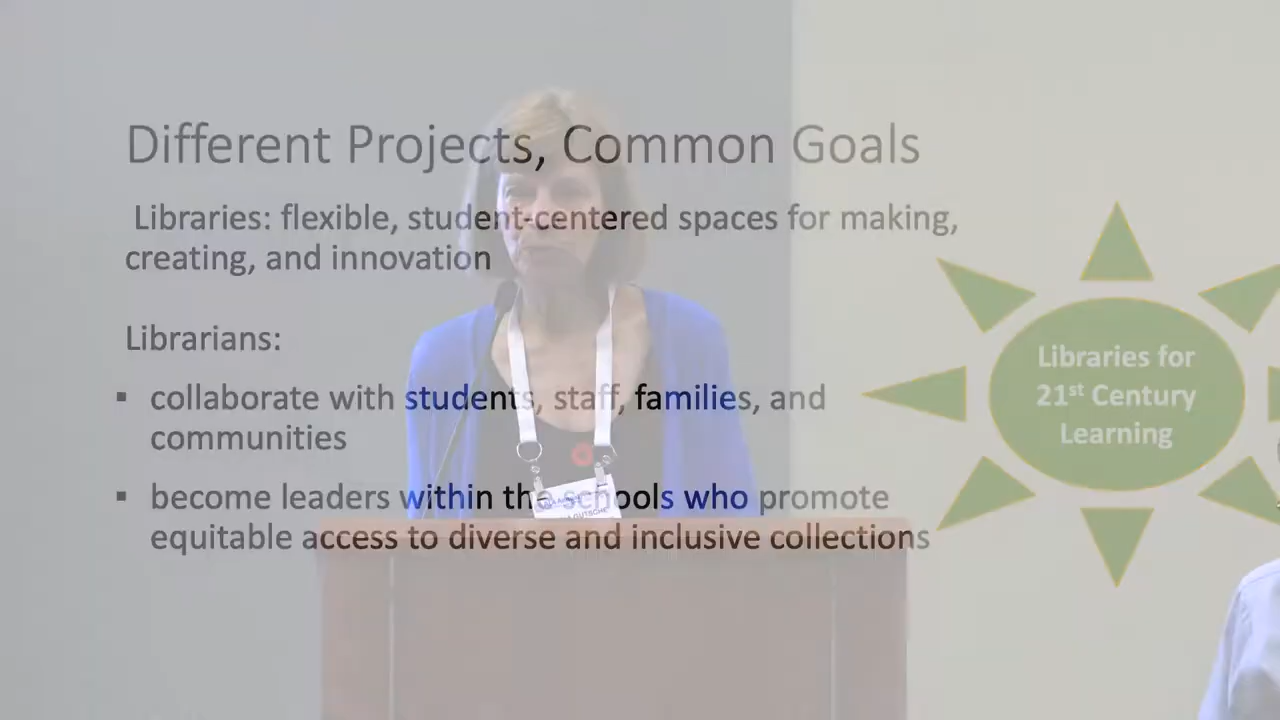 Different Projects, Common Goals
Libraries: flexible, student-centered spaces for making,
creating, and innovation
Librarians:
▪ collaborate with students, staff, families, and
communities
▪ become leaders within the schools who promote
equitable access to diverse and inclusive collections
Libraries for
21st Century
Learning